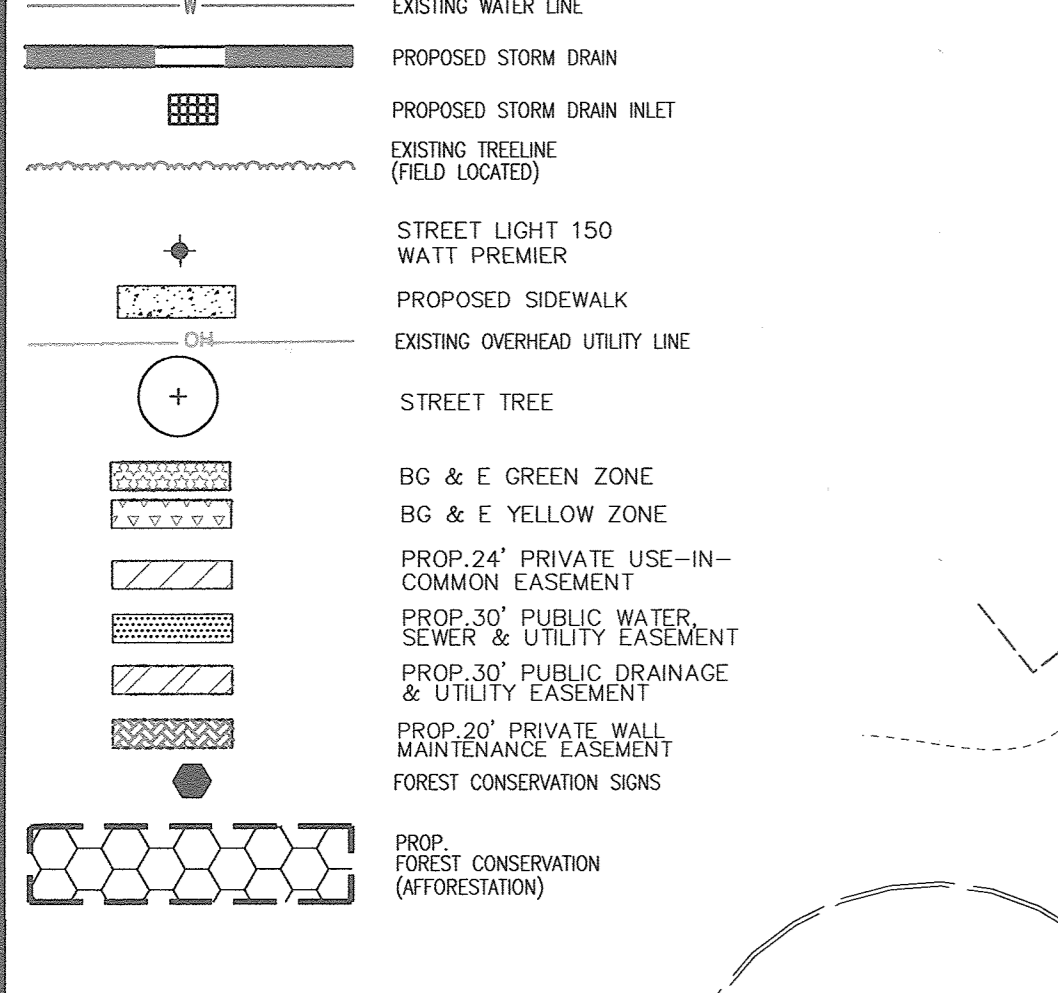 W
EXISTING WATER LINE
PROPOSED STORM DRAIN
PROPOSED STORM DRAIN INLET
EXISTING TREELINE
(FIELD LOCATED)
STREET LIGHT 150
WATT PREMIER
PROPOSED SIDEWALK
OH
EXISTING OVERHEAD UTILITY LINE
STREET TREE
BG & E GREEN ZONE
BG & E YELLOW ZONE
PROP.24' PRIVATE USE-IN-
COMMON EASEMENT
PROP.30' PUBLIC WATER,
SEWER & UTILITY EASEMENT
PROP.30' PUBLIC DRAINAGE
& UTILITY EASEMENT
PROP.20' PRIVATE WALL
MAINTENANCE EASEMENT
FOREST CONSERVATION SIGNS
PROP.
FOREST CONSERVATION
(AFFORESTATION)